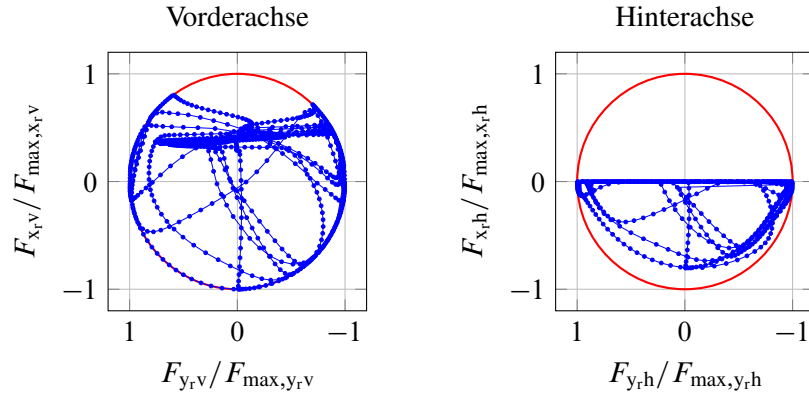 Vorderachse
1
0
−1
1
0
−1
F_{x_r v}/F_{max,x_r v}
F_{y_r v}/F_{max,y_r v}
Hinterachse
1
0
−1
1
0
−1
F_{x_r h}/F_{max,x_r h}
F_{y_r h}/F_{max,y_r h}